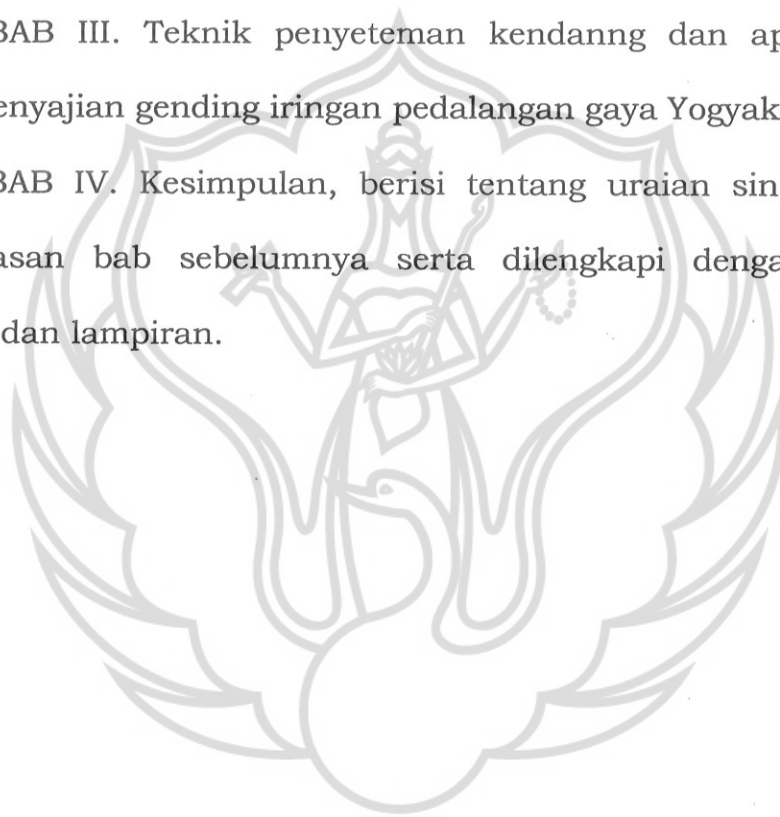 BAB III. Teknik penyeteman kendanng dan ap
enyajian gending iringan pedalangan gaya Yogyak
BAB IV. Kesimpulan, berisi tentang uraian sin
asan bab sebelumnya serta dilengkapi denga
dan lampiran.